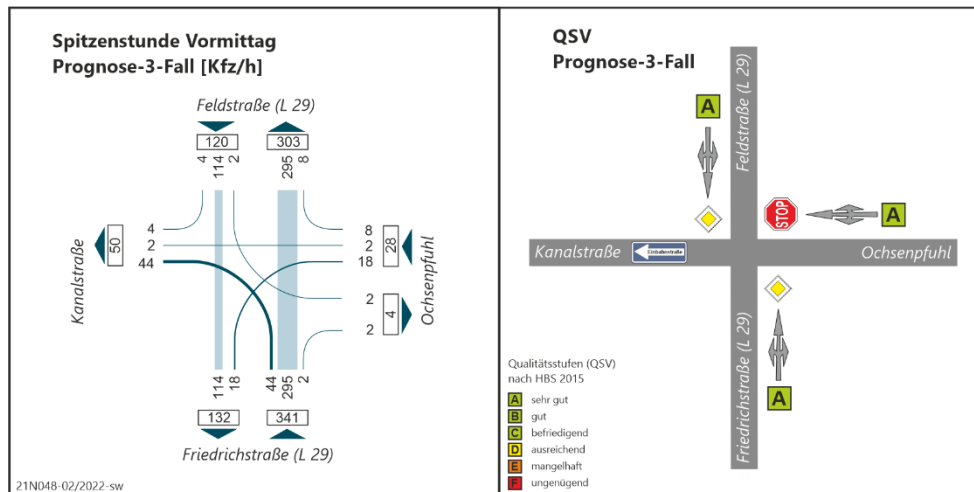 Spitzenstunde Vormittag
Prognose-3-Fall [Kfz/h]
Feldstraße (L 29)
120
303
4
114
2
295
8
Kanalstraße
50
4
2
44
8
2
18
28
2
2
4
Ochsenpfuhl
114
18
44
295
2
132
341
Friedrichstraße (L 29)
21N048-02/2022-sw
QSV
Prognose-3-Fall
Feldstraße (L 29)
A
STOP
A
Kanalstraße
Einbahnstraße
Ochsenpfuhl
Friedrichstraße (L 29)
A
Qualitätsstufen (QSV)
nach HBS 2015
A sehr gut
B gut
C befriedigend
D ausreichend
E mangelhaft
F ungenügend